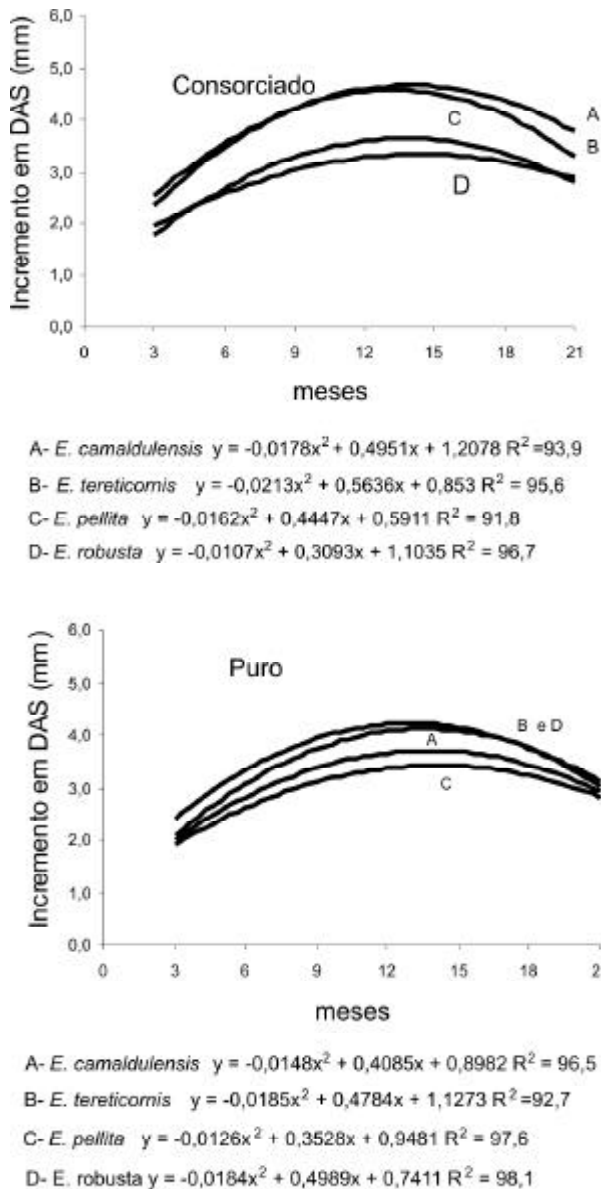 6,0
5,0
4,0
3,0
2,0
1,0
0,0
Incremento em DAS (mm)
Consorciado
A
C
B
D
0 3 6 9 12 15 18 21
meses
A- E. camaldulensis y = -0,0178x² + 0,4951x + 1,2078 R² =93,9
B- E. tereticornis y = -0,0213x² + 0,5636x + 0,853 R² = 95,6
C- E. pellita y = -0,0162x² + 0,4447x + 0,5911 R² = 91,8
D- E. robusta y = -0,0107x² + 0,3093x + 1,1035 R² = 96,7
6,0
5,0
4,0
3,0
2,0
1,0
0,0
Incremento em DAS (mm)
Puro
B e D
A
C
0 3 6 9 12 15 18 2
meses
A- E. camaldulensis y = -0,0148x² + 0,4085x + 0,8982 R² = 96,5
B- E. tereticornis y = -0,0185x² + 0,4784x + 1,1273 R² =92,7
C- E. pellita y = -0,0126x² + 0,3528x + 0,9481 R² = 97,6
D- E. robusta y = -0,0184x² + 0,4989x + 0,7411 R² = 98,1